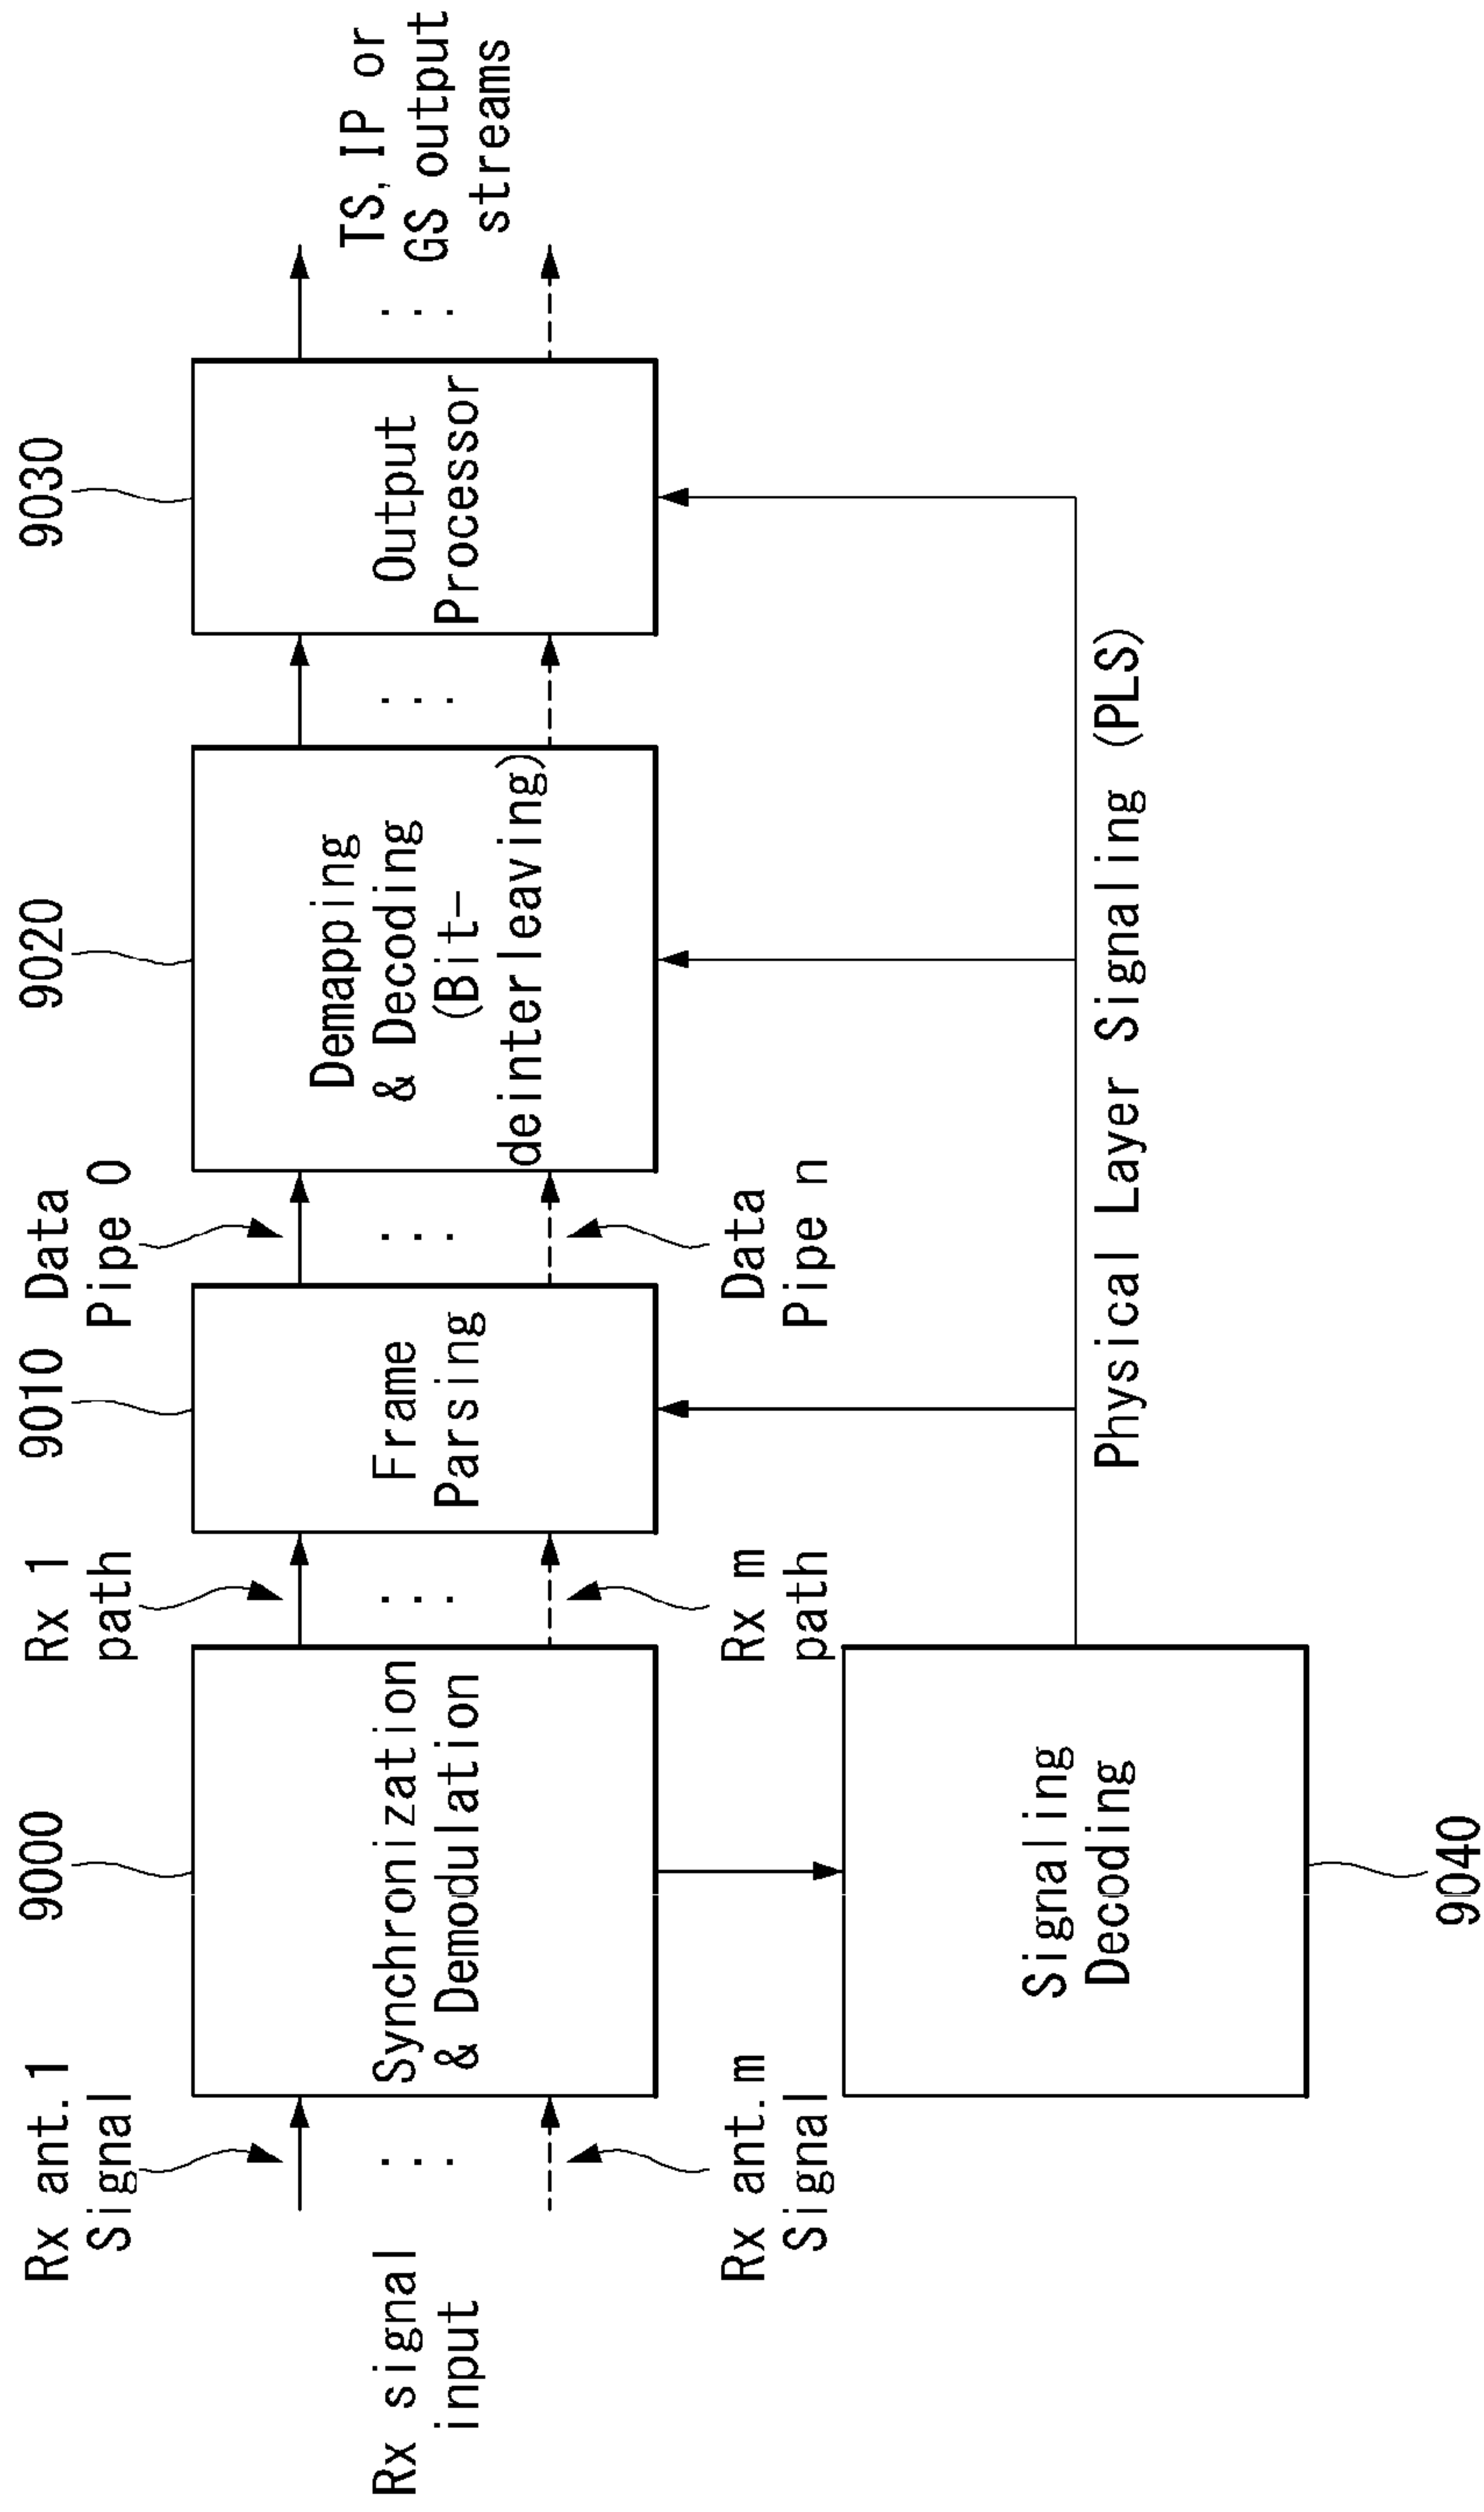 Rx signal
input
Rx ant.1
Signal
Rx ant.m
Signal
9000
Synchronization
& Demodulation
Rx 1
path
Rx m
path
9010
Frame
Parsing
Data
Pipe 0
Data
Pipe n
9020
Demapping
& Decoding
(Bit-
deinterleaving)
9030
Output
Processor
TS, IP or
GS output
streams
Signaling
Decoding
9040
Physical Layer Signaling (PLS)